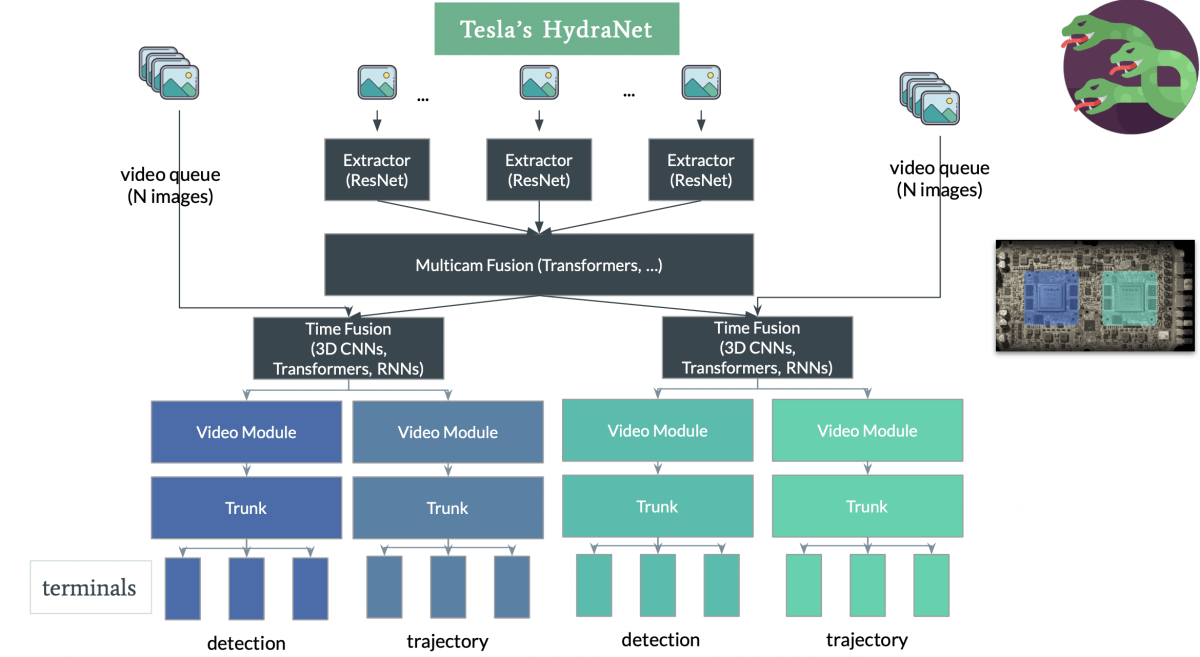 Tesla's HydraNet
...
...
video queue
(N images)
video queue
(N images)
Extractor
(ResNet)
Extractor
(ResNet)
Extractor
(ResNet)
Multicam Fusion (Transformers, ...)
Time Fusion
(3D CNNs,
Transformers, RNNs)
Time Fusion
(3D CNNs,
Transformers, RNNs)
Video Module
Video Module
Video Module
Video Module
Trunk
Trunk
Trunk
Trunk
terminals
detection
trajectory
detection
trajectory